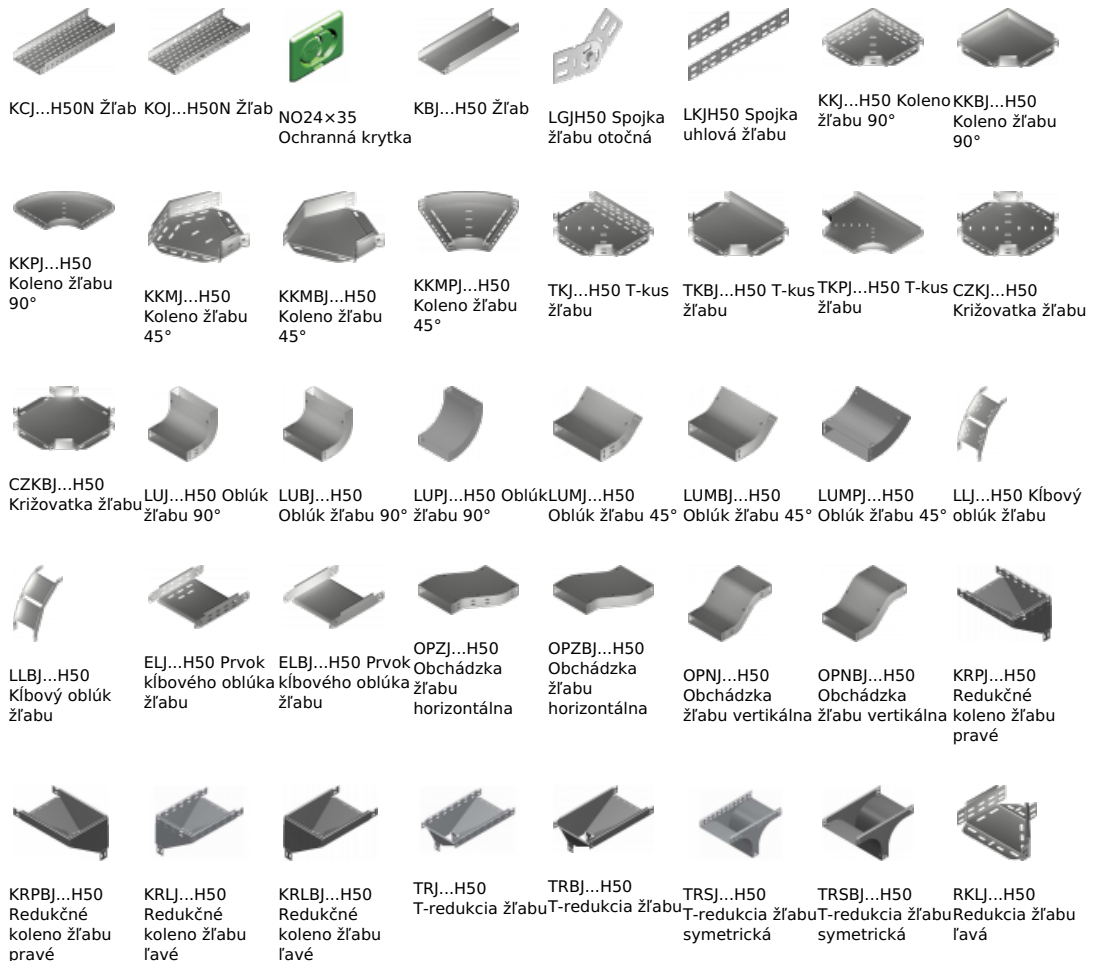 KCJ...H50N Žľab
KOJ...H50N Žľab
NO24×35
Ochranná krytka
KBJ...H50 Žľab
LGJH50 Spojka
žľabu otočná
LKJH50 Spojka
uhlová žľabu
KKJ...H50 Koleno
žľabu 90°
KKBJ...H50
Koleno žľabu
90°
KKPJ...H50
Koleno žľabu
90°
KKMJ...H50
Koleno žľabu
45°
KKMBJ...H50
Koleno žľabu
45°
KKMPJ...H50
Koleno žľabu
45°
TKJ...H50 T-kus
žľabu
TKBJ...H50 T-kus
žľabu
TKPJ...H50 T-kus
žľabu
CZKJ...H50
Križovatka žľabu
CZKBJ...H50
Križovatka žľabu
LUJ...H50 Oblúk
žľabu 90°
LUBJ...H50
Oblúk žľabu 90°
LUPJ...H50 Oblúk
žľabu 90°
LUMJ...H50
Oblúk žľabu 45°
LUMBJ...H50
Oblúk žľabu 45°
LUMPJ...H50
Oblúk žľabu 45°
LLJ...H50 Kĺbový
oblúk žľabu
LLBJ...H50
Kĺbový oblúk
žľabu
ELJ...H50 Prvok
kĺbového oblúka
žľabu
ELBJ...H50 Prvok
kĺbového oblúka
žľabu
OPZJ...H50
Obchádzka
žľabu
horizontálna
OPZBJ...H50
Obchádzka
žľabu
horizontálna
OPNJ...H50
Obchádzka
žľabu vertikálna
OPNBJ...H50
Obchádzka
žľabu vertikálna
KRPJ...H50
Redukčné
koleno žľabu
pravé
KRPBJ...H50
Redukčné
koleno žľabu
pravé
KRLJ...H50
Redukčné
koleno žľabu
ľavé
KRLBJ...H50
Redukčné
koleno žľabu
ľavé
TRJ...H50
T-redukcia žľabu
TRBJ...H50
T-redukcia žľabu
TRSJ...H50
T-redukcia žľabu
symetrická
TRSBJ...H50
T-redukcia žľabu
symetrická
RKLJ...H50
Redukcia žľabu
ľavá